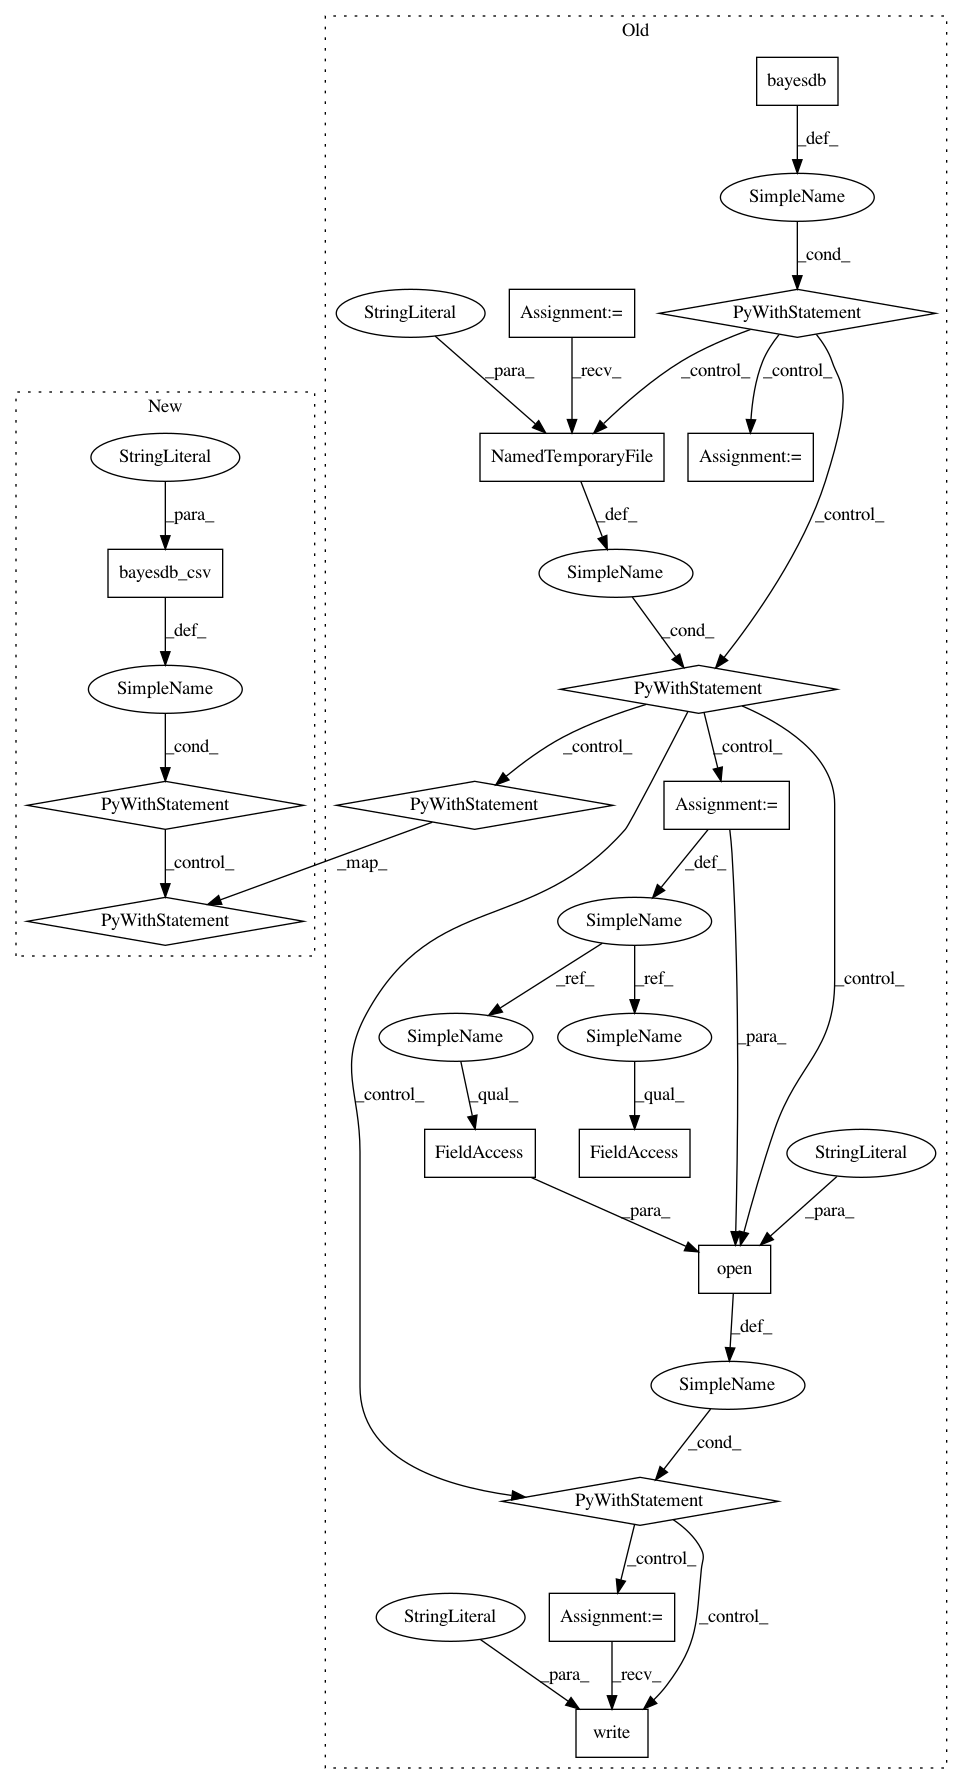 Old
bayesdb
_def_
SimpleName
_cond_
StringLiteral
Assignment:=
PyWithStatement
_para_
_recv_
_control_
_control_
New
StringLiteral
NamedTemporaryFile
Assignment:=
_para_
_def_
_control_
bayesdb_csv
SimpleName
_def_
_cond_
SimpleName
PyWithStatement
_cond_
_control_
_control_
PyWithStatement
PyWithStatement
Assignment:=
_control_
_map_
_def_
PyWithStatement
SimpleName
_ref_
_ref_
_control_
SimpleName
SimpleName
_para_
_qual_
_qual_
_control_
FieldAccess
FieldAccess
StringLiteral
_para_
_para_
open
_def_
SimpleName
_cond_
PyWithStatement
_control_
StringLiteral
Assignment:=
_control_
_para_
_recv_
write